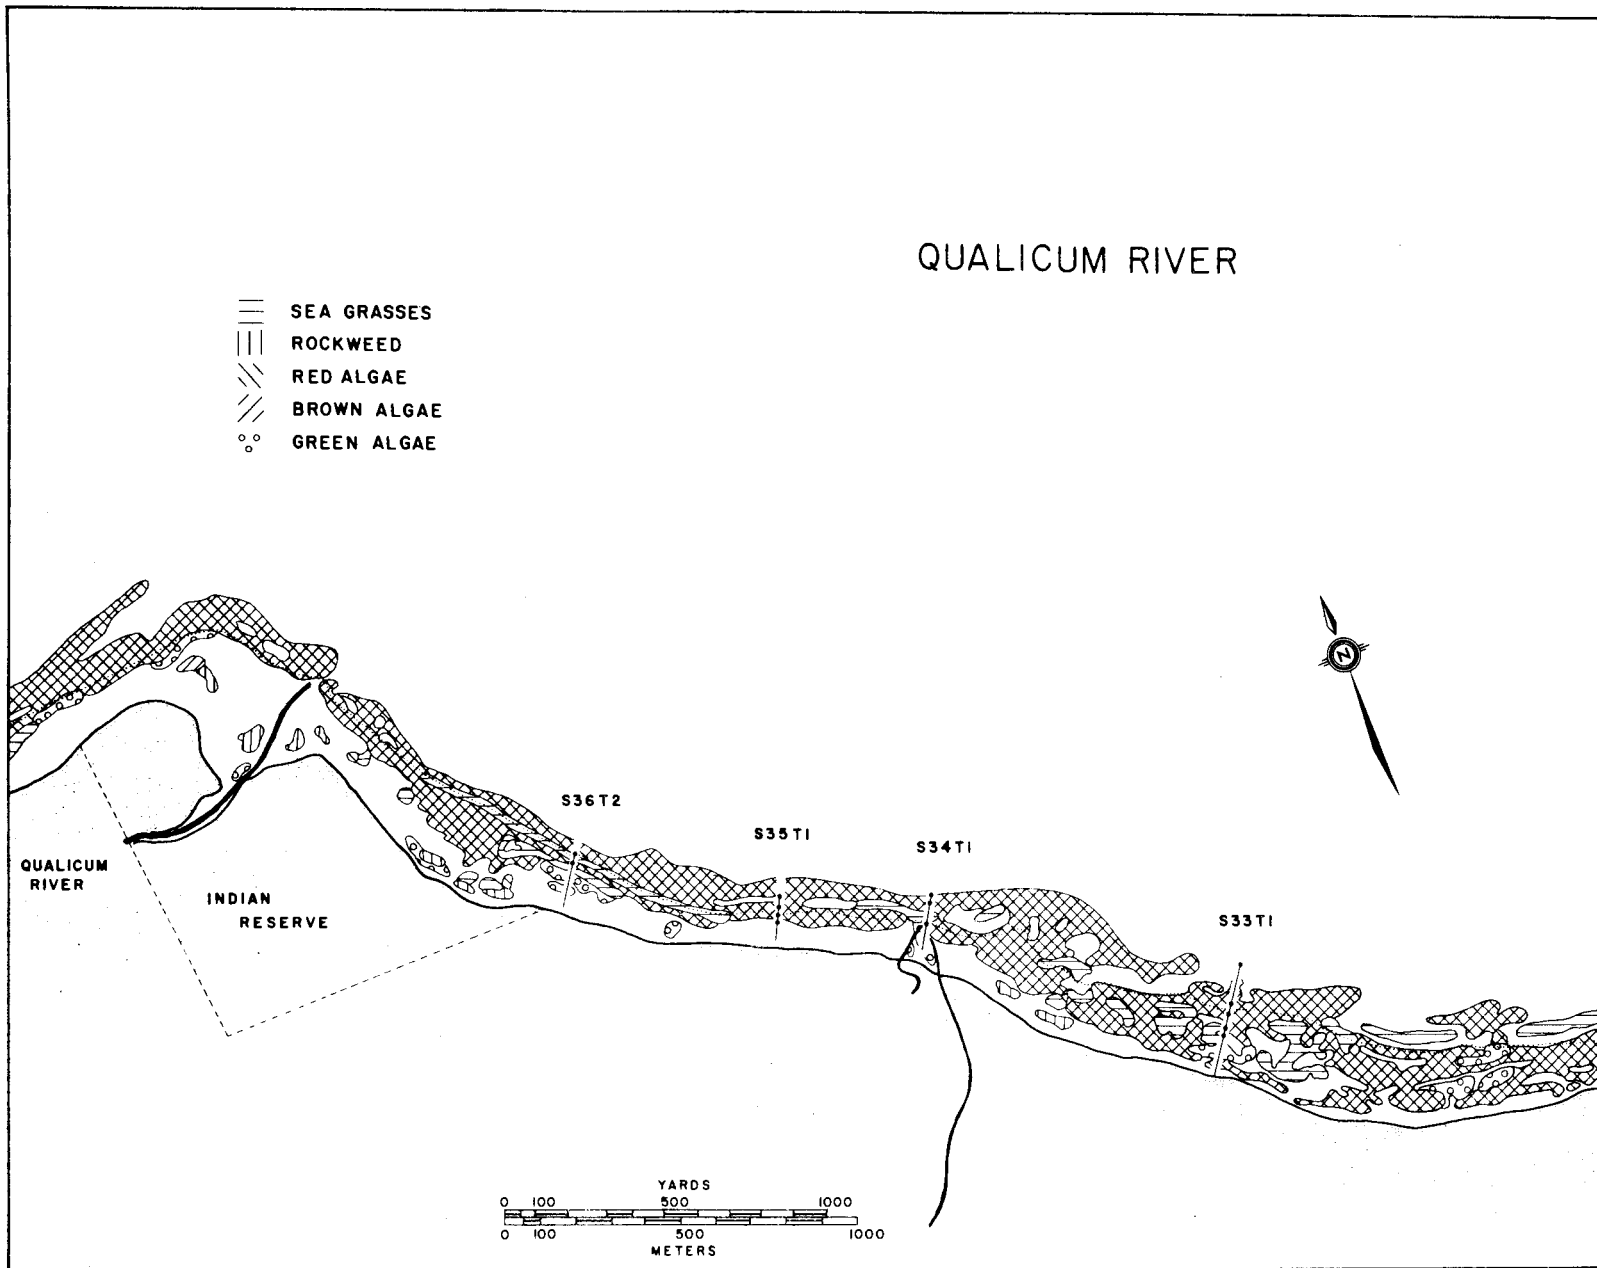 QUALICUM RIVER
SEA GRASSES
ROCKWEED
RED ALGAE
BROWN ALGAE
GREEN ALGAE
N
S36T2
S35T1
S34T1
S33T1
QUALICUM
RIVER
INDIAN
RESERVE
YARDS
0 100 500 1000
0 100 500 1000
METERS